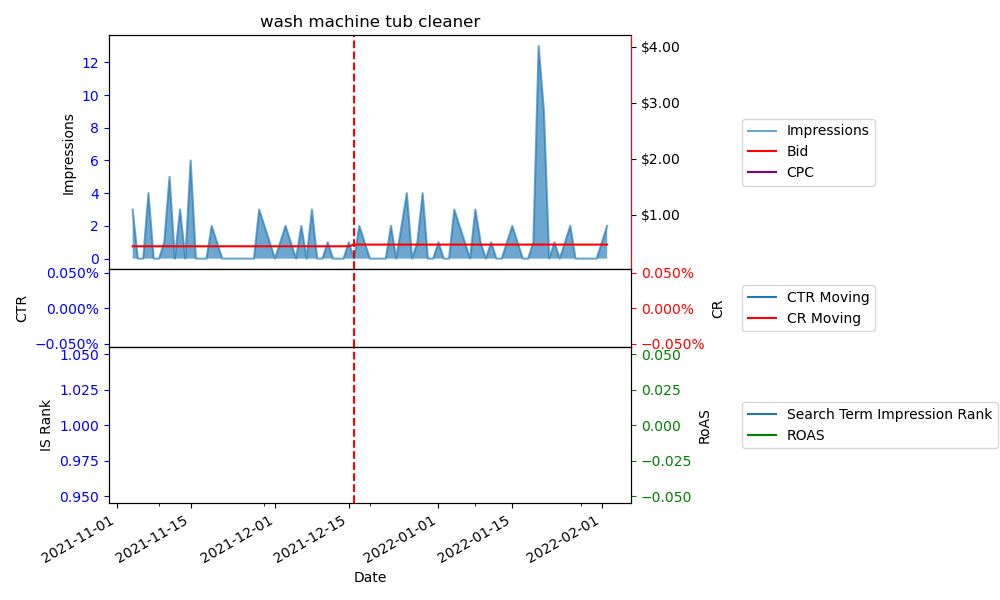 wash machine tub cleaner
Impressions
12
10
8
6
4
2
0
$4.00
$3.00
$2.00
$1.00
Impressions
Bid
CPC
CTR
0.050%
0.000%
−0.050%
0.050%
0.000%
−0.050%
CR
CTR Moving
CR Moving
IS Rank
1.050
1.025
1.000
0.975
0.950
0.050
0.025
0.000
−0.025
−0.050
RoAS
Search Term Impression Rank
ROAS
2021-11-01
2021-11-15
2021-12-01
2021-12-15
2022-01-01
2022-01-15
2022-02-01
Date